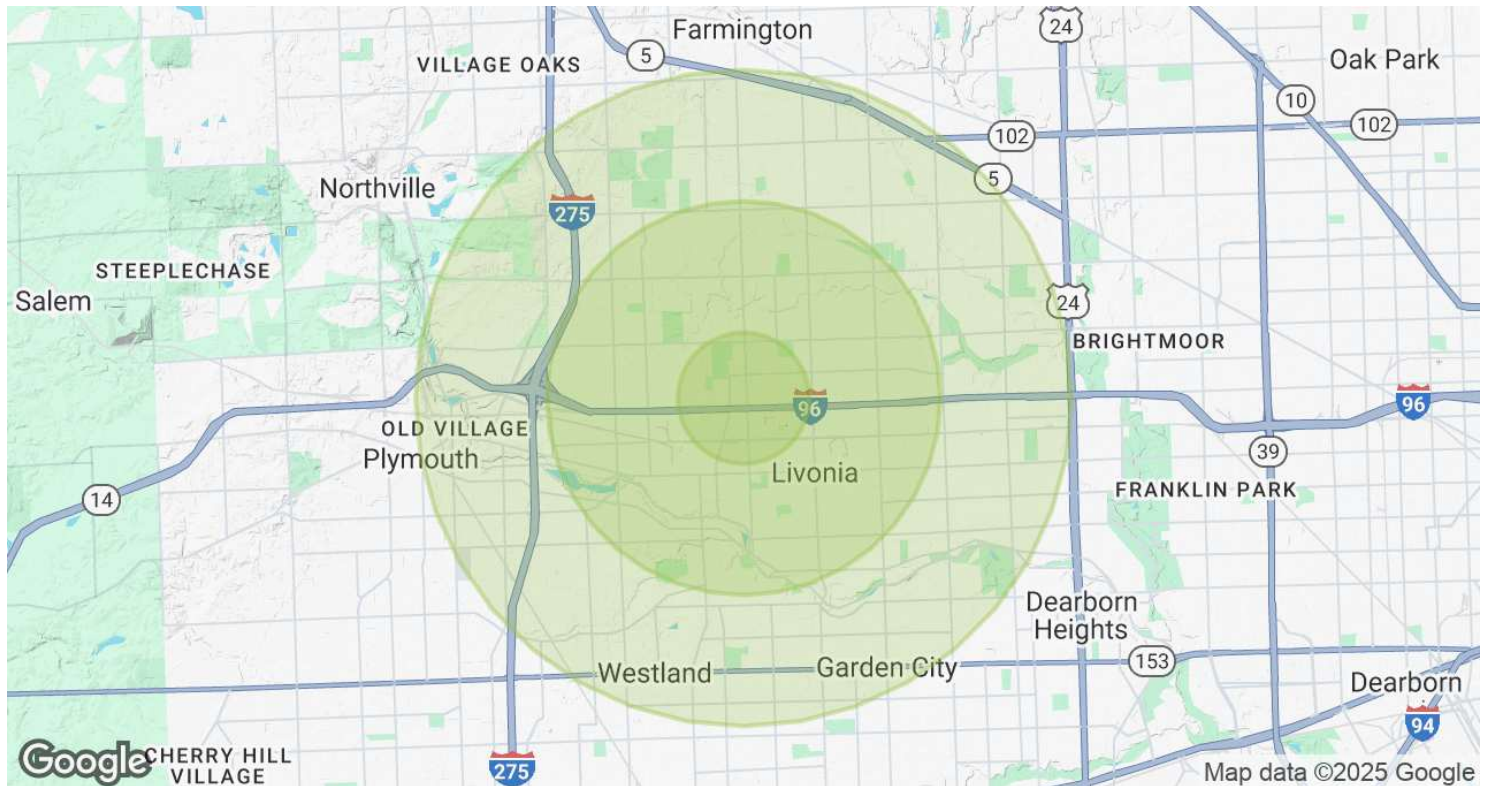 Farmington
24
5
VILLAGE OAKS
Oak Park
10
102
102
5
Northville
275
STEEPLECHASE
Salem
24
BRIGHTMOOR
96
96
OLD VILLAGE
Plymouth
39
Livonia
14
FRANKLIN PARK
Dearborn
Heights
153
Westland
Garden City
Dearborn
94
Google
CHERRY HILL
VILLAGE
275
Map data ©2025 Google